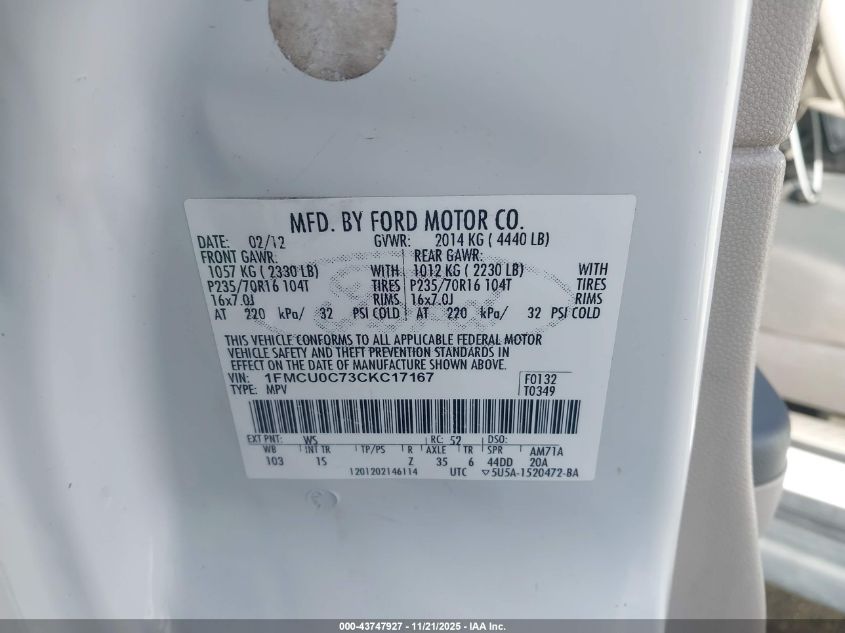 MFD. BY FORD MOTOR CO.
DATE: 02/12 GVWR: 2014 KG ( 4440 LB)
FRONT GAWR: REAR GAWR:
1057 KG ( 2330 LB) WITH 1012 KG ( 2230 LB) WITH
P235/70R16 104T TIRES P235/70R16 104T TIRES
16x7.0J RIMS 16x7.0J RIMS
AT 220 kPa/ 32 PSI COLD AT 220 kPa/ 32 PSI COLD
THIS VEHICLE CONFORMS TO ALL APPLICABLE FEDERAL MOTOR
VEHICLE SAFETY AND THEFT PREVENTION STANDARDS IN
EFFECT ON THE DATE OF MANUFACTURE SHOWN ABOVE.
VIN: 1FMCU0C73CKC17167 F0132
TYPE: MPV T0349
EXT PNT: WS RC: 52 DSO:
WB INT TR TP/PS R AXLE TR SPR AM71A
103 1S Z 35 6 44DD 20A
1201202146114 UTC ▽5U5A-1520472-BA
000-43747927 - 11/21/2025 - IAA Inc.